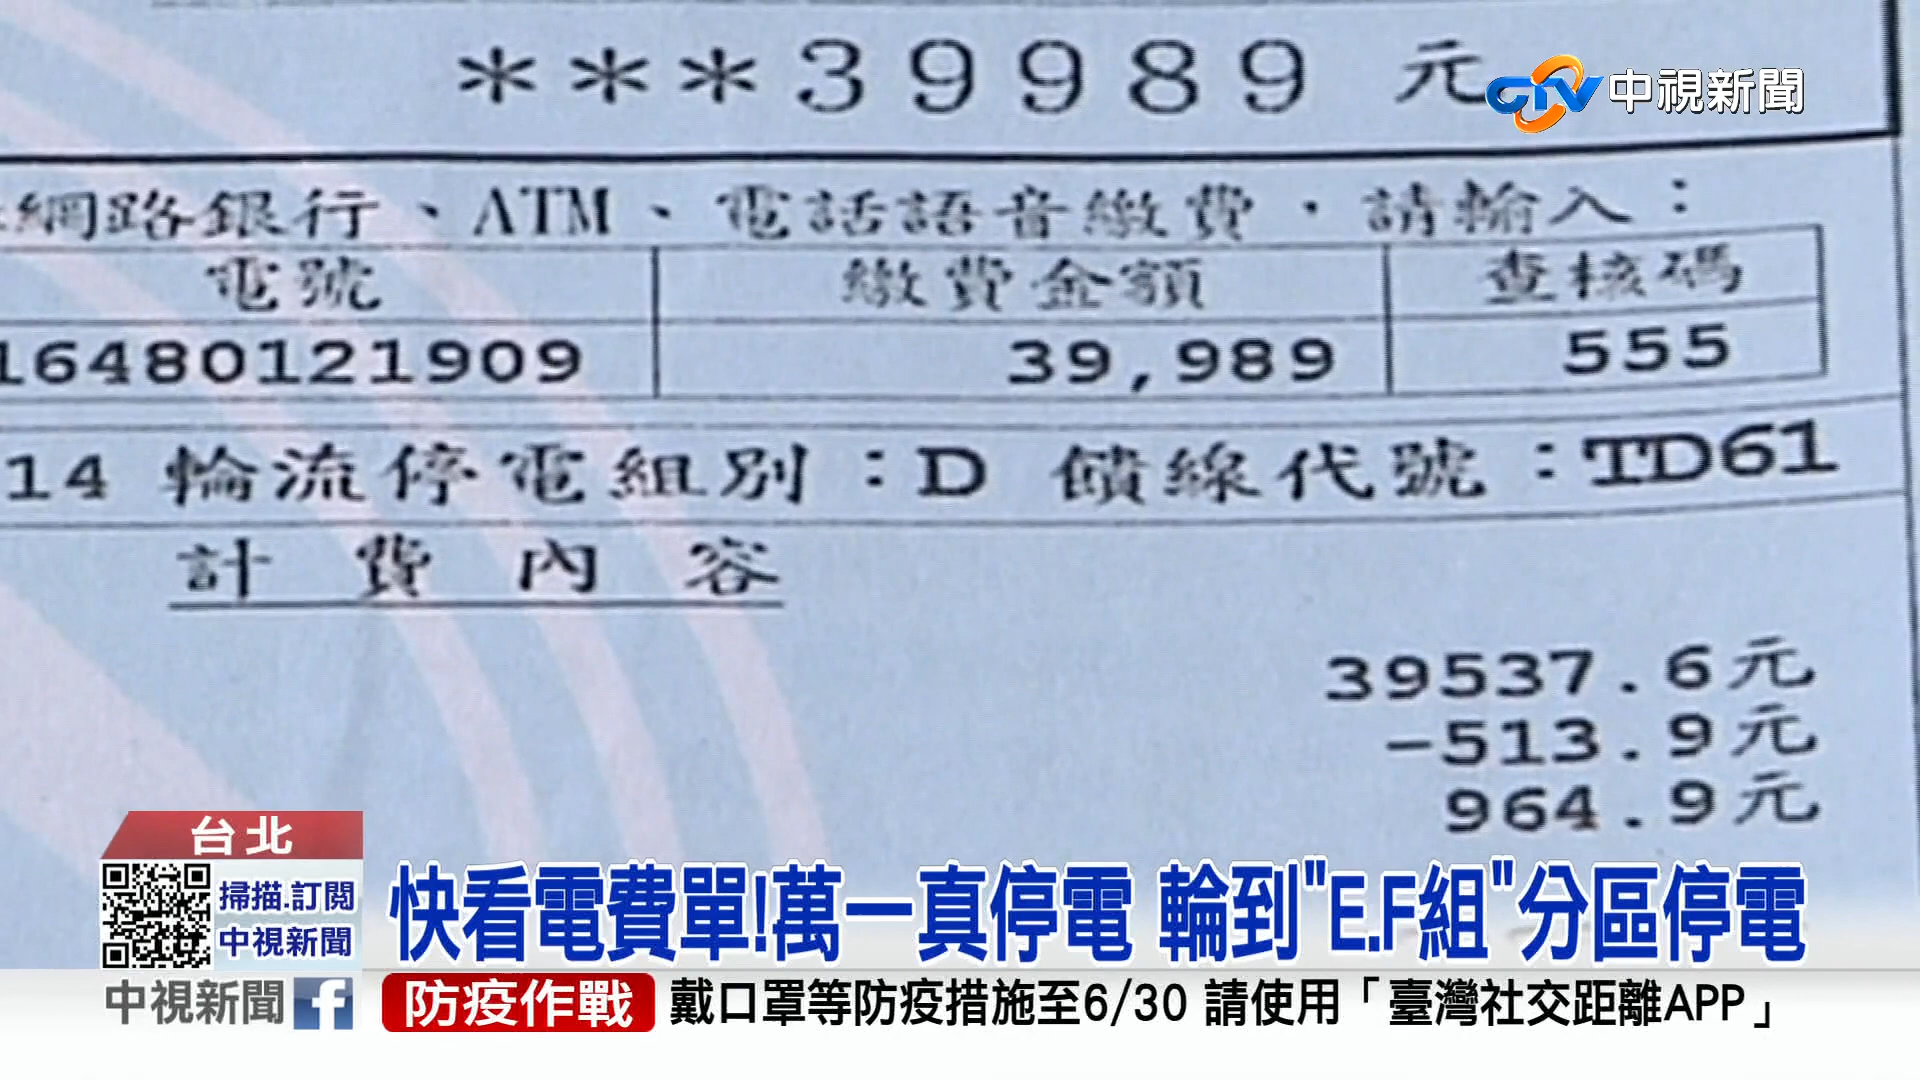 ***39989 元
CTV 中視新聞
網路銀行、ATM、電話語音繳費，請輸入：
電號 繳費金額 查核碼
16480121909 39,989 555
14 輪流停電組別：D 饋線代號：TD61
計費內容
39537.6元
-513.9元
964.9元
台北
掃描.訂閱
中視新聞
快看電費單!萬一真停電 輪到"E.F組"分區停電
中視新聞 f
防疫作戰 戴口罩等防疫措施至6/30 請使用「臺灣社交距離APP」